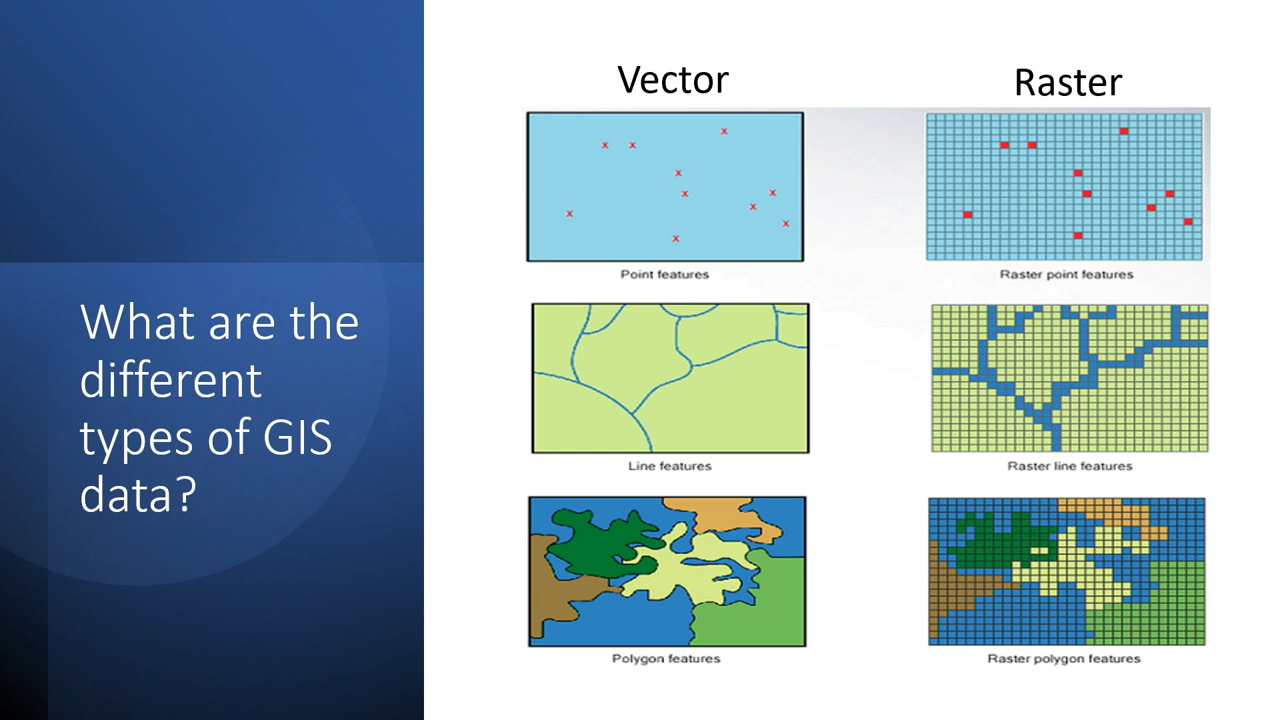 What are the
different
types of GIS
data?
Vector
Raster
Point features
Raster point features
Line features
Raster line features
Polygon features
Raster polygon features